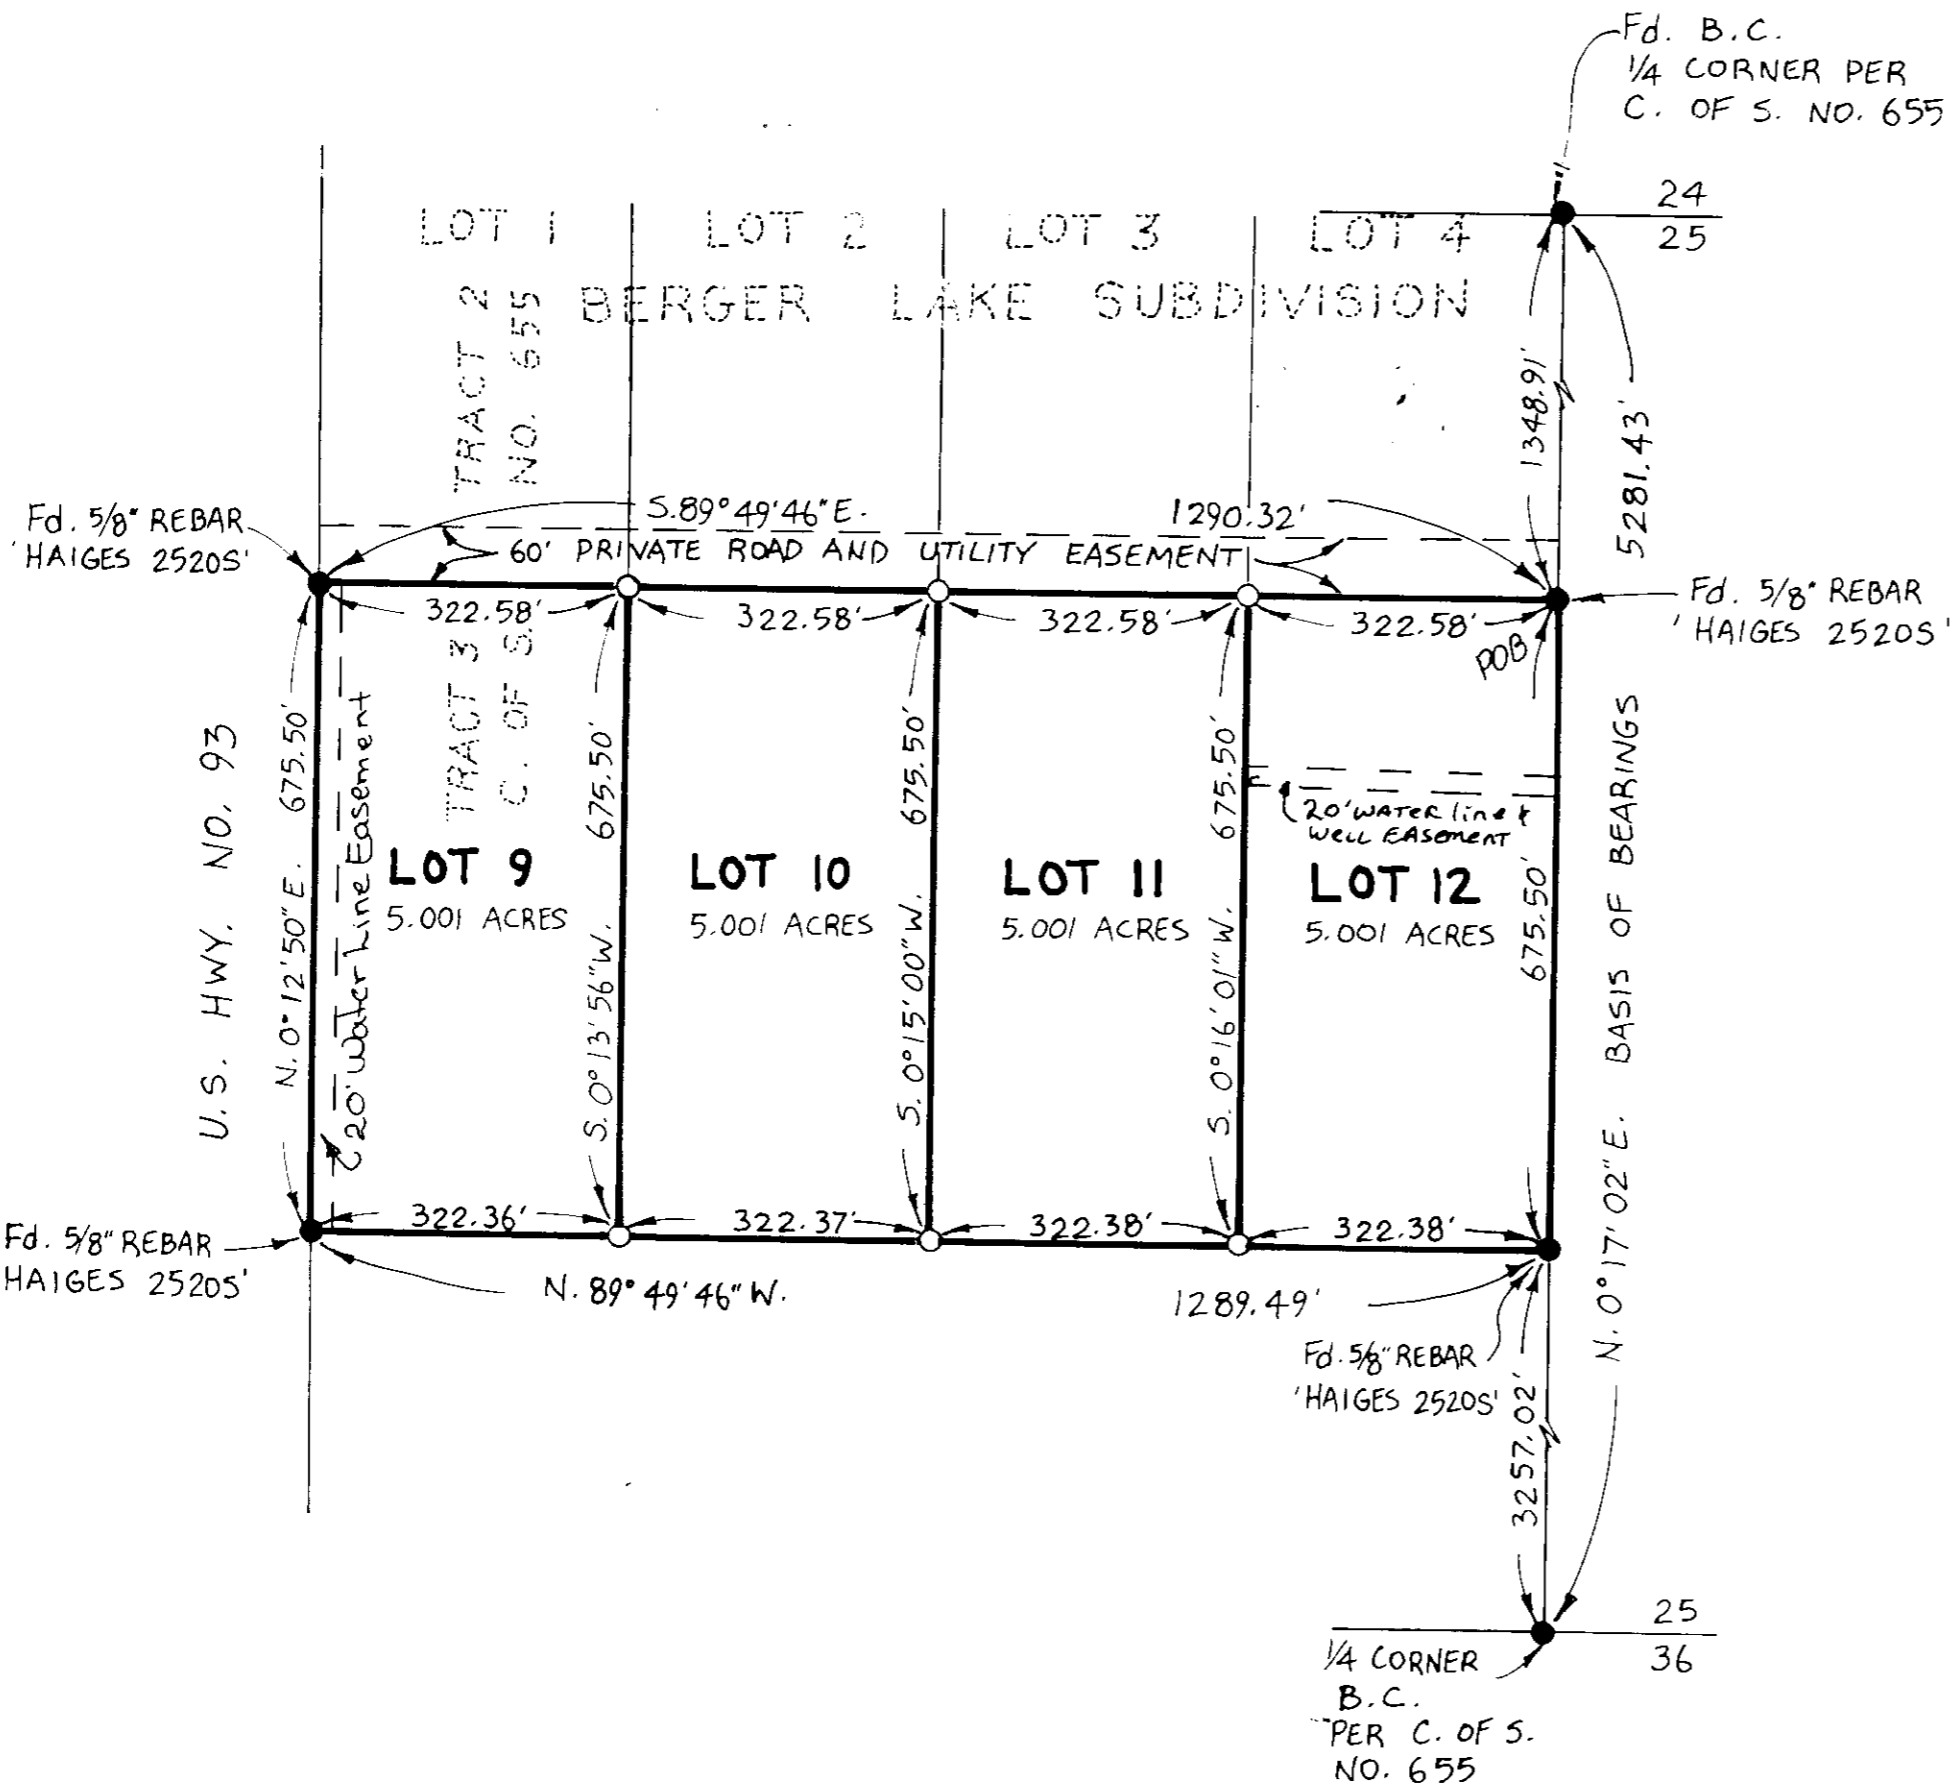 Fd. B.C.
1/4 CORNER PER
C. OF S. NO. 655
24
25
LOT 1
LOT 2
LOT 3
LOT 4
BERGER LAKE SUBDIVISION
TRACT 2
NO. 655
1348.91'
5281.43'
S.89°49'46"E.
1290.32'
60' PRIVATE ROAD AND UTILITY EASEMENT
Fd. 5/8" REBAR
'HAIGES 2520S'
Fd. 5/8" REBAR
'HAIGES 2520S'
322.58'
322.58'
322.58'
322.58'
POB
TRACT 3
C. OF S.
U.S. HWY. NO. 93
N.0°12'50"E. 675.50'
20' Water Line Easement
S.0°13'56"W. 675.50'
S.0°15'00"W. 675.50'
S.0°16'01"W. 675.50'
675.50'
20' WATER line &
WELL EASEMENT
LOT 9
5.001 ACRES
LOT 10
5.001 ACRES
LOT 11
5.001 ACRES
LOT 12
5.001 ACRES
N.0°17'02"E. BASIS OF BEARINGS
322.36'
322.37'
322.38'
322.38'
Fd. 5/8" REBAR
HAIGES 2520S'
N.89°49'46"W.
1289.49'
Fd. 5/8" REBAR
'HAIGES 2520S'
3257.02'
25
36
1/4 CORNER
B.C.
PER C. OF S.
NO. 655